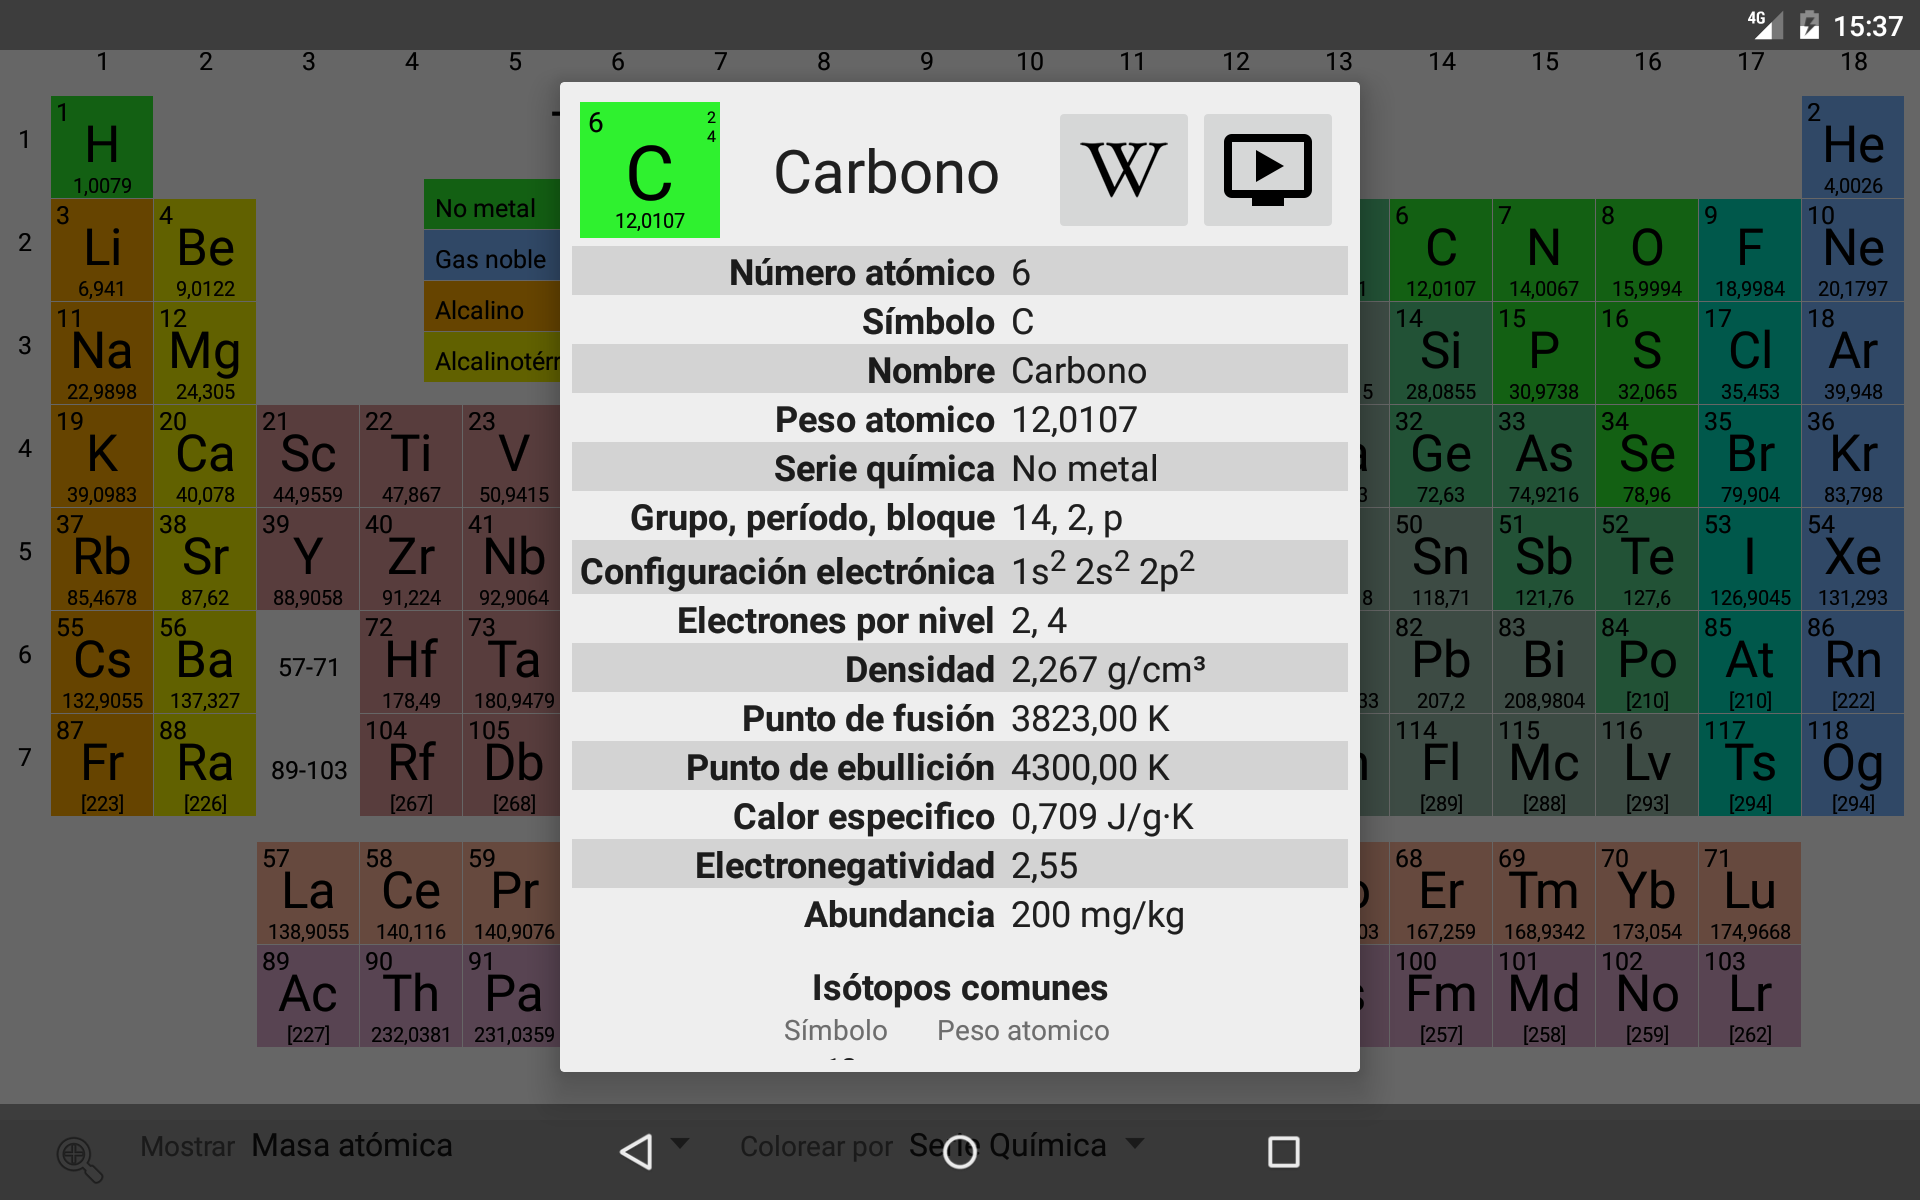 4G 15:37
1 2 3 4 5 6 7 8 9 10 11 12 13 14 15 16 17 18
1
1 H 1,0079
2 He 4,0026
No metal
Gas noble
Alcalino
2
3 Li 6,941
4 Be 9,0122
6 C 12,0107
7 N 14,0067
8 O 15,9994
9 F 18,9984
10 Ne 20,1797
3
11 Na 22,9898
12 Mg 24,305
14 Si 28,0855
15 P 30,9738
16 S 32,065
17 Cl 35,453
18 Ar 39,948
4
19 K 39,0983
20 Ca 40,078
21 Sc 44,9559
22 Ti 47,867
23 V 50,9415
32 Ge 72,63
33 As 74,9216
34 Se 78,96
35 Br 79,904
36 Kr 83,798
5
37 Rb 85,4678
38 Sr 87,62
39 Y 88,9058
40 Zr 91,224
41 Nb 92,9064
50 Sn 118,71
51 Sb 121,76
52 Te 127,6
53 I 126,9045
54 Xe 131,293
6
55 Cs 132,9055
56 Ba 137,327
57-71
72 Hf 178,49
73 Ta 180,9479
82 Pb 207,2
83 Bi 208,9804
84 Po [210]
85 At [210]
86 Rn [222]
7
87 Fr [223]
88 Ra [226]
89-103
104 Rf [267]
105 Db [268]
114 Fl [289]
115 Mc [288]
116 Lv [293]
117 Ts [294]
118 Og [294]
57 La 138,9055
58 Ce 140,116
59 Pr 140,9076
68 Er 167,259
69 Tm 168,9342
70 Yb 173,054
71 Lu 174,9668
89 Ac [227]
90 Th 232,0381
91 Pa 231,0359
100 Fm [257]
101 Md [258]
102 No [259]
103 Lr [262]
6 2
4
C
12,0107
Carbono
W
Número atómico 6
Símbolo C
Nombre Carbono
Peso atomico 12,0107
Serie química No metal
Grupo, período, bloque 14, 2, p
Configuración electrónica 1s² 2s² 2p²
Electrones por nivel 2, 4
Densidad 2,267 g/cm³
Punto de fusión 3823,00 K
Punto de ebullición 4300,00 K
Calor especifico 0,709 J/g·K
Electronegatividad 2,55
Abundancia 200 mg/kg
Isótopos comunes
Símbolo Peso atomico
Mostrar Masa atómica
Colorear por Serie Química